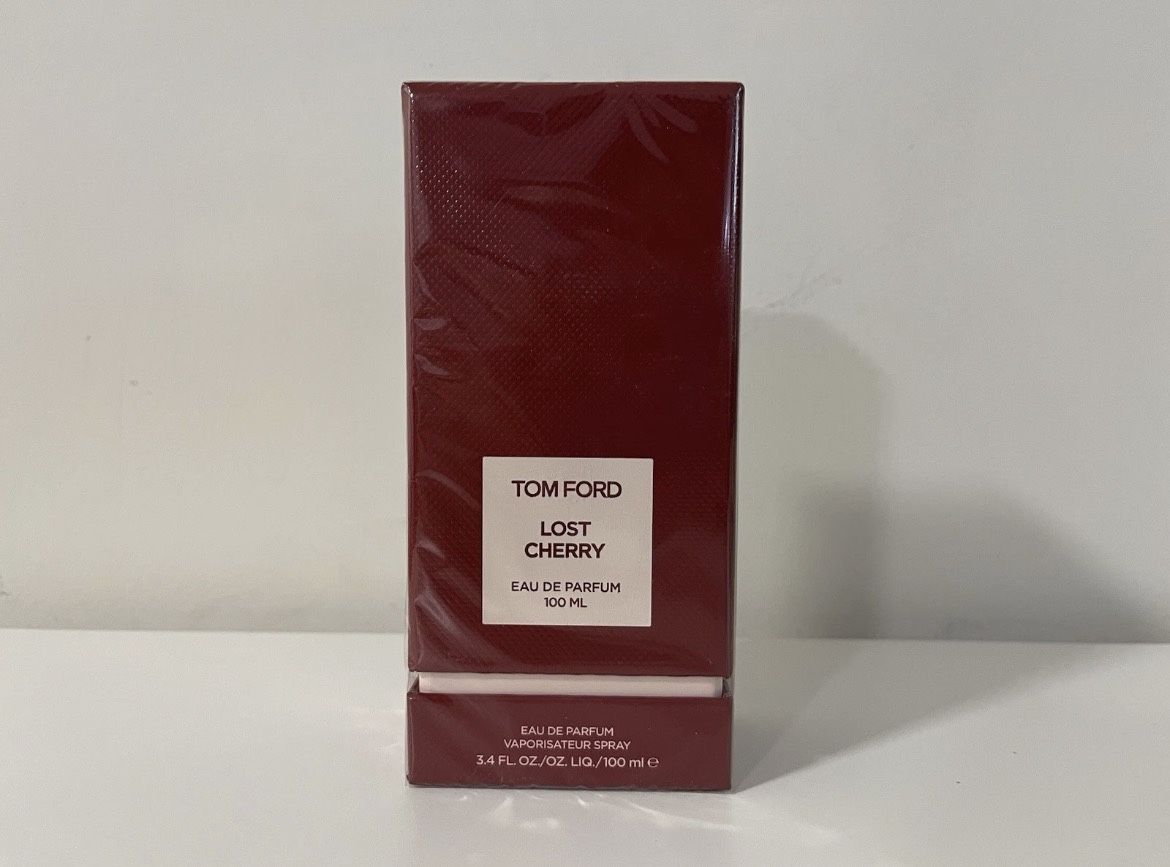 TOM FORD
LOST
CHERRY
EAU DE PARFUM
100 ML
EAU DE PARFUM
VAPORISATEUR SPRAY
3.4 FL. OZ./OZ. LIQ./100 ml ℮